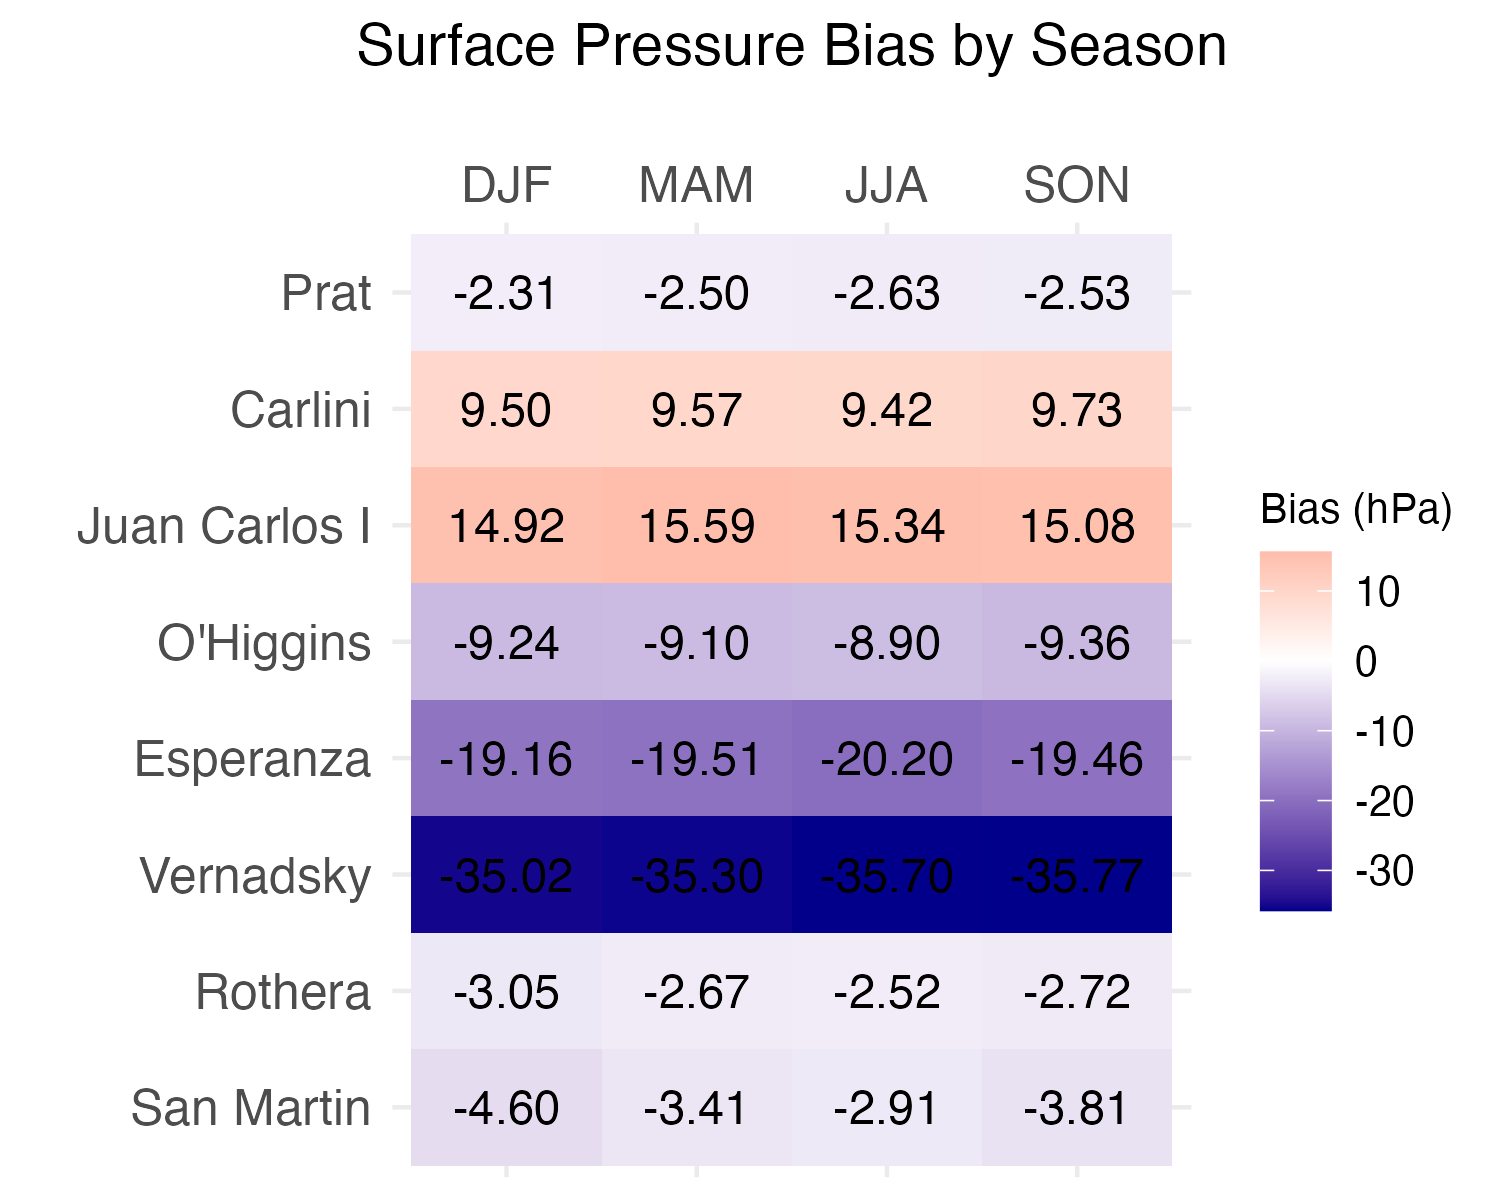 Surface Pressure Bias by Season
DJF MAM JJA SON
Prat -2.31 -2.50 -2.63 -2.53
Carlini 9.50 9.57 9.42 9.73
Juan Carlos I 14.92 15.59 15.34 15.08
O'Higgins -9.24 -9.10 -8.90 -9.36
Esperanza -19.16 -19.51 -20.20 -19.46
Vernadsky -35.02 -35.30 -35.70 -35.77
Rothera -3.05 -2.67 -2.52 -2.72
San Martin -4.60 -3.41 -2.91 -3.81
Bias (hPa)
10
0
-10
-20
-30